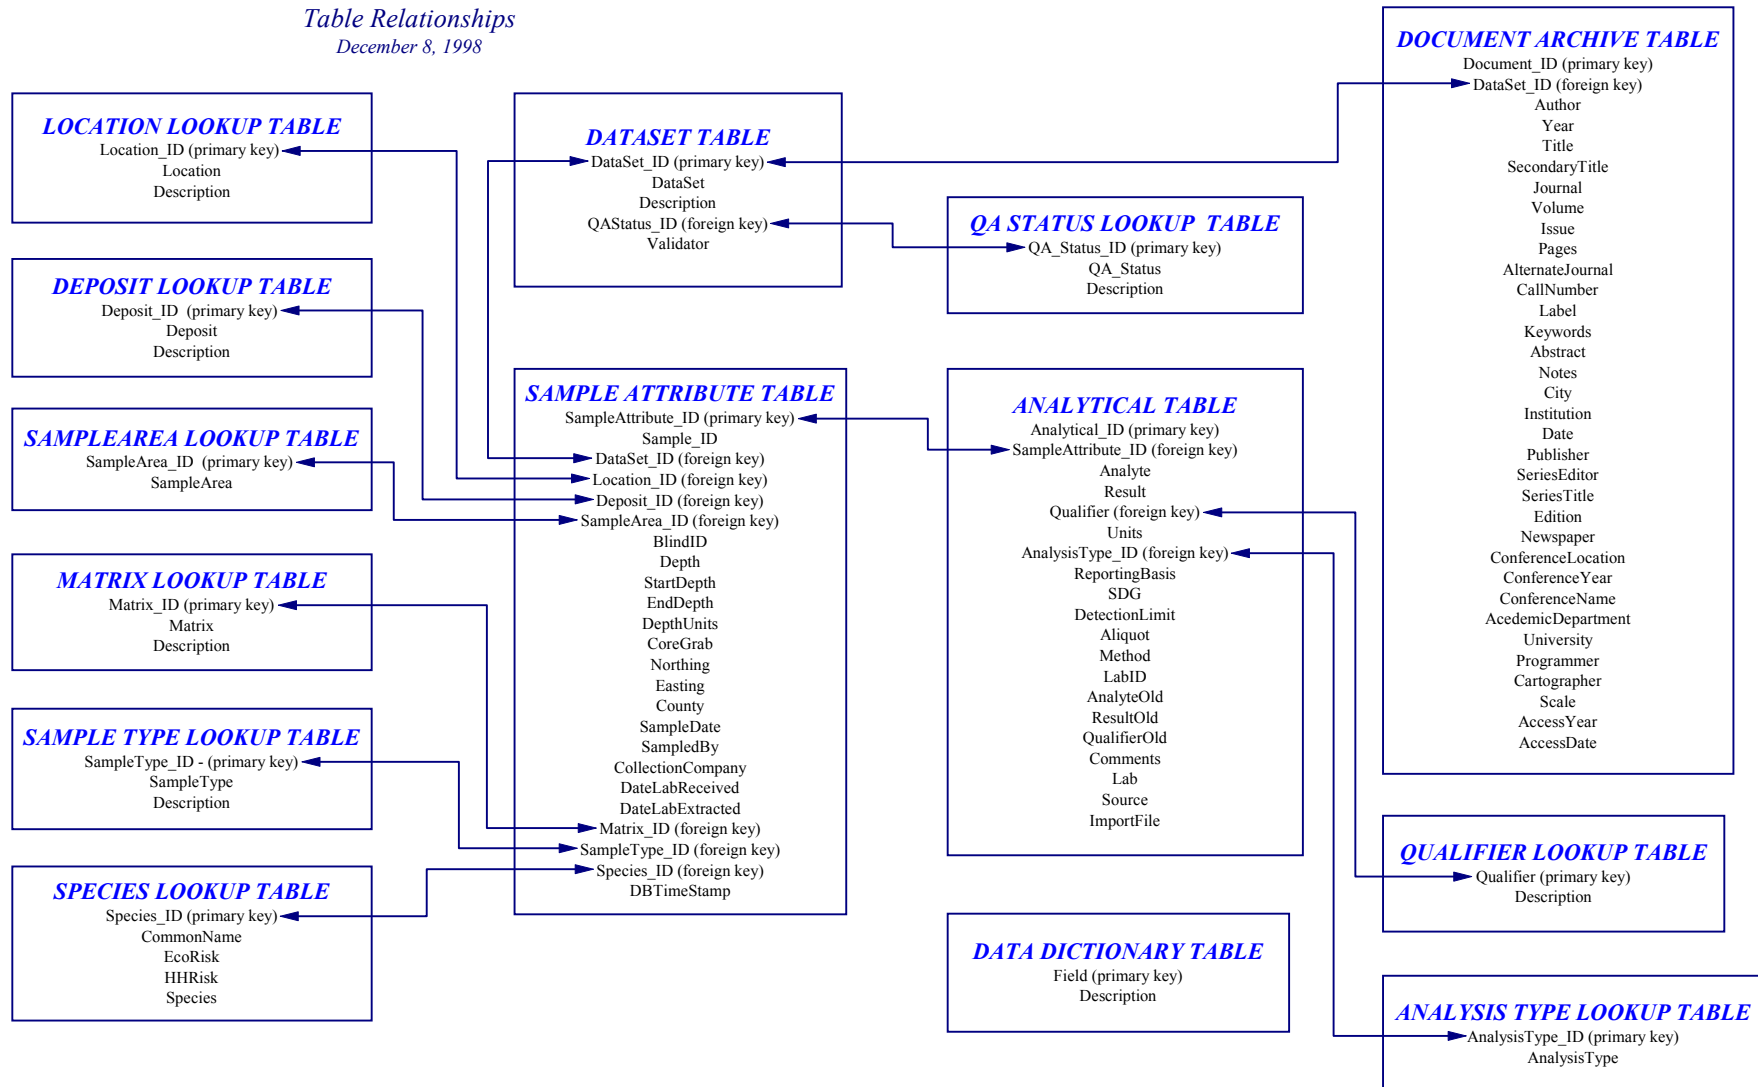 Table Relationships
December 8, 1998
LOCATION LOOKUP TABLE
Location_ID (primary key)
Location
Description
DEPOSIT LOOKUP TABLE
Deposit_ID  (primary key)
Deposit
Description
SAMPLEAREA LOOKUP TABLE
SampleArea_ID  (primary key)
SampleArea
MATRIX LOOKUP TABLE
Matrix_ID (primary key)
Matrix
Description
SAMPLE TYPE LOOKUP TABLE
SampleType_ID - (primary key)
SampleType
Description
SPECIES LOOKUP TABLE
Species_ID (primary key)
CommonName
EcoRisk
HHRisk
Species
DATASET TABLE
DataSet_ID (primary key)
DataSet
Description
QAStatus_ID (foreign key)
Validator
SAMPLE ATTRIBUTE TABLE
SampleAttribute_ID (primary key)
Sample_ID
DataSet_ID (foreign key)
Location_ID (foreign key)
Deposit_ID (foreign key)
SampleArea_ID (foreign key)
BlindID
Depth
StartDepth
EndDepth
DepthUnits
CoreGrab
Northing
Easting
County
SampleDate
SampledBy
CollectionCompany
DateLabReceived
DateLabExtracted
Matrix_ID (foreign key)
SampleType_ID (foreign key)
Species_ID (foreign key)
DBTimeStamp
QA STATUS LOOKUP  TABLE
QA_Status_ID (primary key)
QA_Status
Description
ANALYTICAL TABLE
Analytical_ID (primary key)
SampleAttribute_ID (foreign key)
Analyte
Result
Qualifier (foreign key)
Units
AnalysisType_ID (foreign key)
ReportingBasis
SDG
DetectionLimit
Aliquot
Method
LabID
AnalyteOld
ResultOld
QualifierOld
Comments
Lab
Source
ImportFile
DATA DICTIONARY TABLE
Field (primary key)
Description
DOCUMENT ARCHIVE TABLE
Document_ID (primary key)
DataSet_ID (foreign key)
Author
Year
Title
SecondaryTitle
Journal
Volume
Issue
Pages
AlternateJournal
CallNumber
Label
Keywords
Abstract
Notes
City
Institution
Date
Publisher
SeriesEditor
SeriesTitle
Edition
Newspaper
ConferenceLocation
ConferenceYear
ConferenceName
AcedemicDepartment
University
Programmer
Cartographer
Scale
AccessYear
AccessDate
QUALIFIER LOOKUP TABLE
Qualifier (primary key)
Description
ANALYSIS TYPE LOOKUP TABLE
AnalysisType_ID (primary key)
AnalysisType